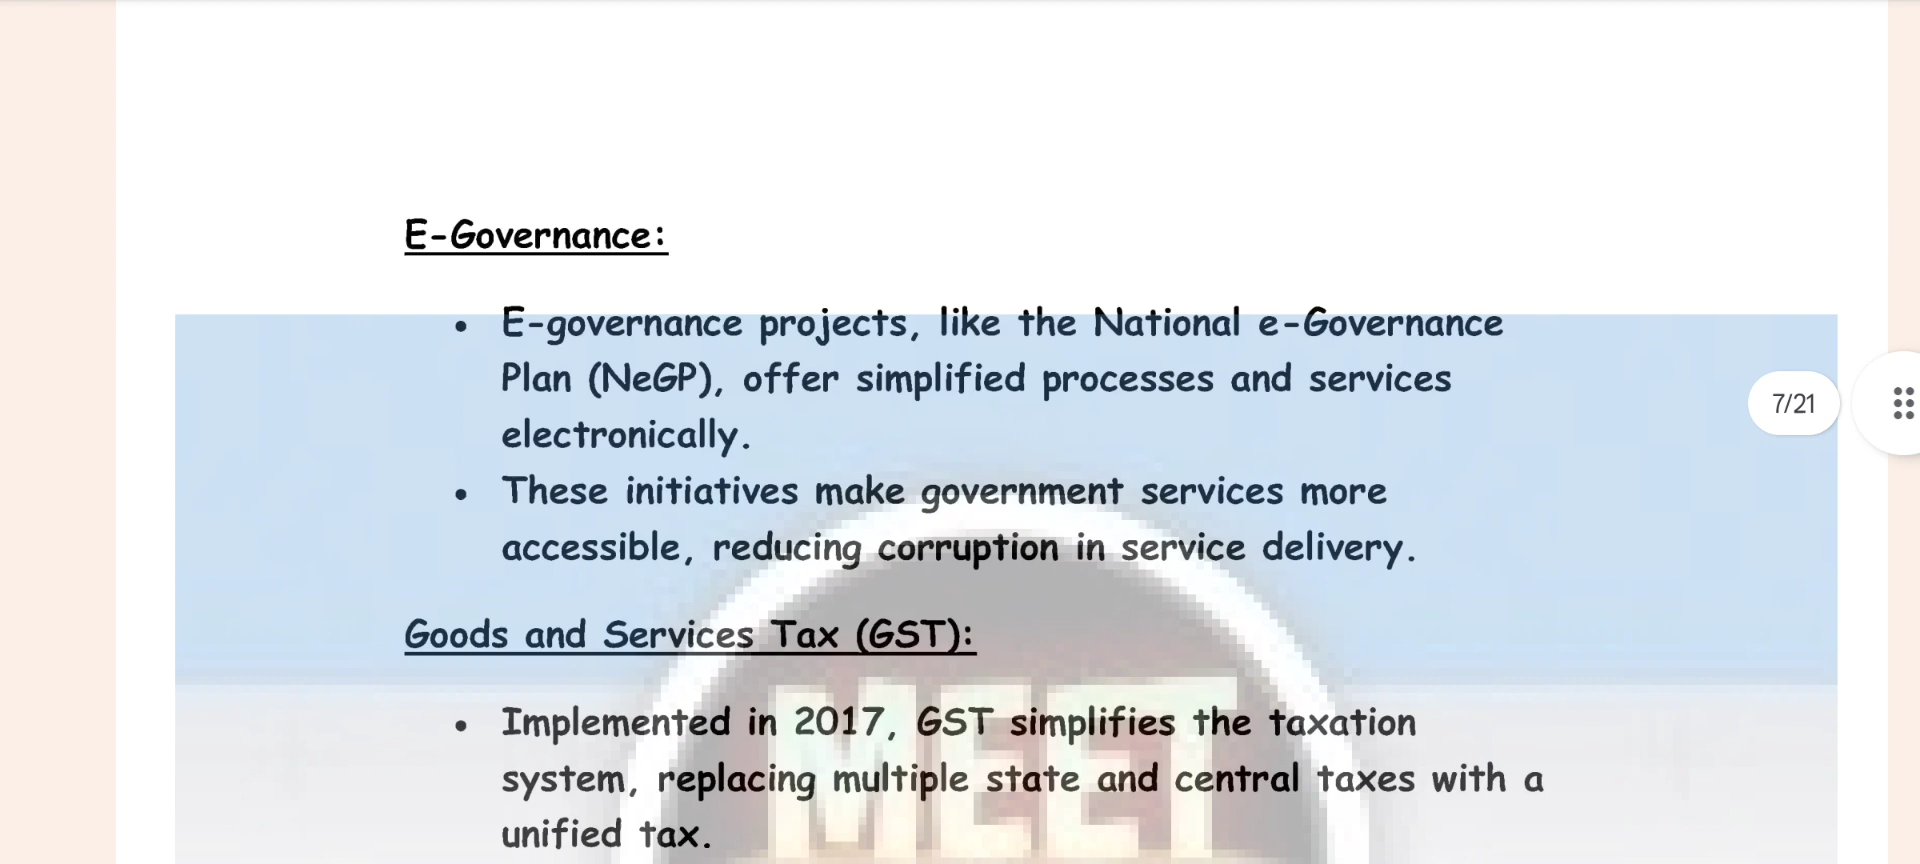 E-Governance:
• E-governance projects, like the National e-Governance
Plan (NeGP), offer simplified processes and services
electronically.
• These initiatives make government services more
accessible, reducing corruption in service delivery.
7/21
Goods and Services Tax (GST):
• Implemented in 2017, GST simplifies the taxation
system, replacing multiple state and central taxes with a
unified tax.
MEET